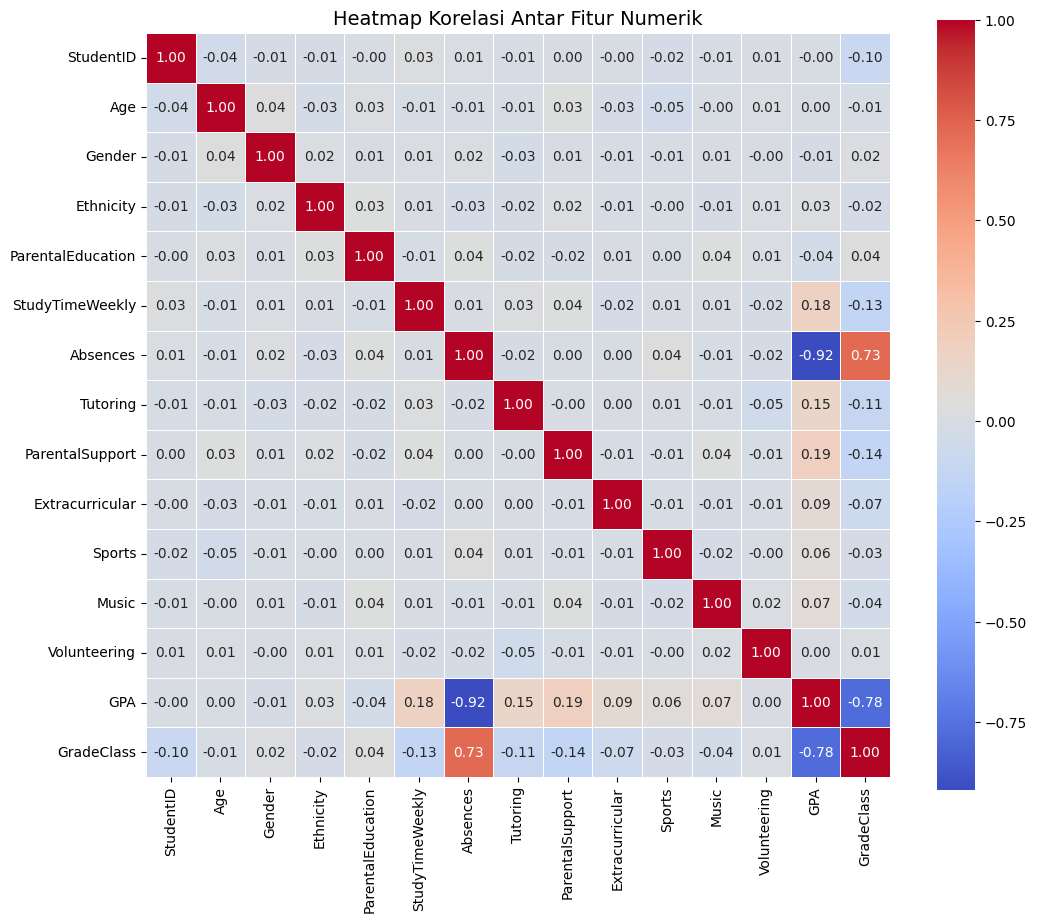 Heatmap Korelasi Antar Fitur Numerik
StudentID 1.00 -0.04 -0.01 -0.01 -0.00 0.03 0.01 -0.01 0.00 -0.00 -0.02 -0.01 0.01 -0.00 -0.10
Age -0.04 1.00 0.04 -0.03 0.03 -0.01 -0.01 -0.01 0.03 -0.03 -0.05 -0.00 0.01 0.00 -0.01
Gender -0.01 0.04 1.00 0.02 0.01 0.01 0.02 -0.03 0.01 -0.01 -0.01 0.01 -0.00 -0.01 0.02
Ethnicity -0.01 -0.03 0.02 1.00 0.03 0.01 -0.03 -0.02 0.02 -0.01 -0.00 -0.01 0.01 0.03 -0.02
ParentalEducation -0.00 0.03 0.01 0.03 1.00 -0.01 0.04 -0.02 -0.02 0.01 0.00 0.04 0.01 -0.04 0.04
StudyTimeWeekly 0.03 -0.01 0.01 0.01 -0.01 1.00 0.01 0.03 0.04 -0.02 0.01 0.01 -0.02 0.18 -0.13
Absences 0.01 -0.01 0.02 -0.03 0.04 0.01 1.00 -0.02 0.00 0.00 0.04 -0.01 -0.02 -0.92 0.73
Tutoring -0.01 -0.01 -0.03 -0.02 -0.02 0.03 -0.02 1.00 -0.00 0.00 0.01 -0.01 -0.05 0.15 -0.11
ParentalSupport 0.00 0.03 0.01 0.02 -0.02 0.04 0.00 -0.00 1.00 -0.01 -0.01 0.04 -0.01 0.19 -0.14
Extracurricular -0.00 -0.03 -0.01 -0.01 0.01 -0.02 0.00 0.00 -0.01 1.00 -0.01 -0.01 -0.01 0.09 -0.07
Sports -0.02 -0.05 -0.01 -0.00 0.00 0.01 0.04 0.01 -0.01 -0.01 1.00 -0.02 -0.00 0.06 -0.03
Music -0.01 -0.00 0.01 -0.01 0.04 0.01 -0.01 -0.01 0.04 -0.01 -0.02 1.00 0.02 0.07 -0.04
Volunteering 0.01 0.01 -0.00 0.01 0.01 -0.02 -0.02 -0.05 -0.01 -0.01 -0.00 0.02 1.00 0.00 0.01
GPA -0.00 0.00 -0.01 0.03 -0.04 0.18 -0.92 0.15 0.19 0.09 0.06 0.07 0.00 1.00 -0.78
GradeClass -0.10 -0.01 0.02 -0.02 0.04 -0.13 0.73 -0.11 -0.14 -0.07 -0.03 -0.04 0.01 -0.78 1.00
StudentID
Age
Gender
Ethnicity
ParentalEducation
StudyTimeWeekly
Absences
Tutoring
ParentalSupport
Extracurricular
Sports
Music
Volunteering
GPA
GradeClass
1.00
0.75
0.50
0.25
0.00
−0.25
−0.50
−0.75